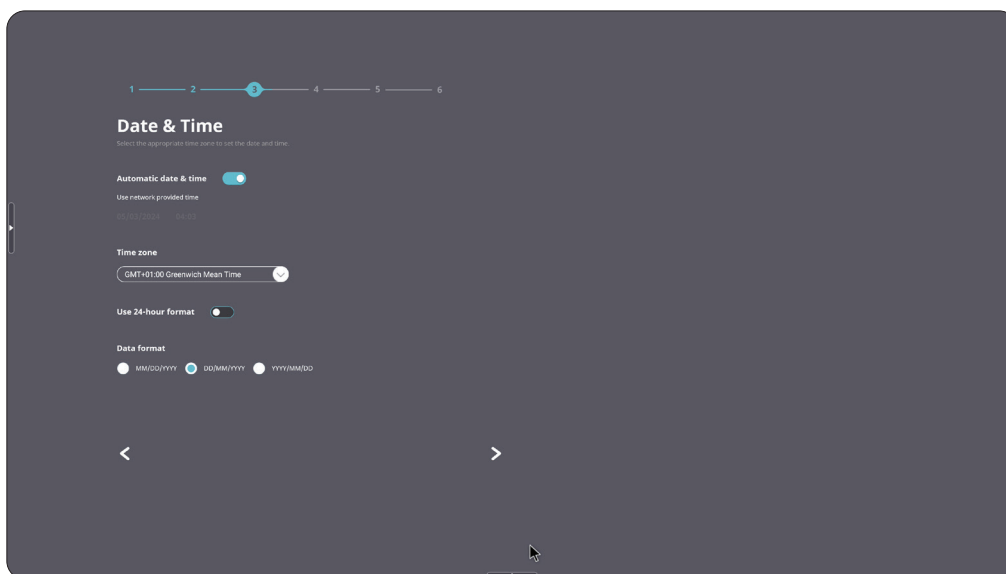 1 2 3 4 5 6
Date & Time
Select the appropriate time zone to set the date and time.
Automatic date & time
Use network provided time
Time zone
GMT+01:00 Greenwich Mean Time
Use 24-hour format
Data format
MM/DD/YYYY DD/MM/YYYY YYYY/MM/DD